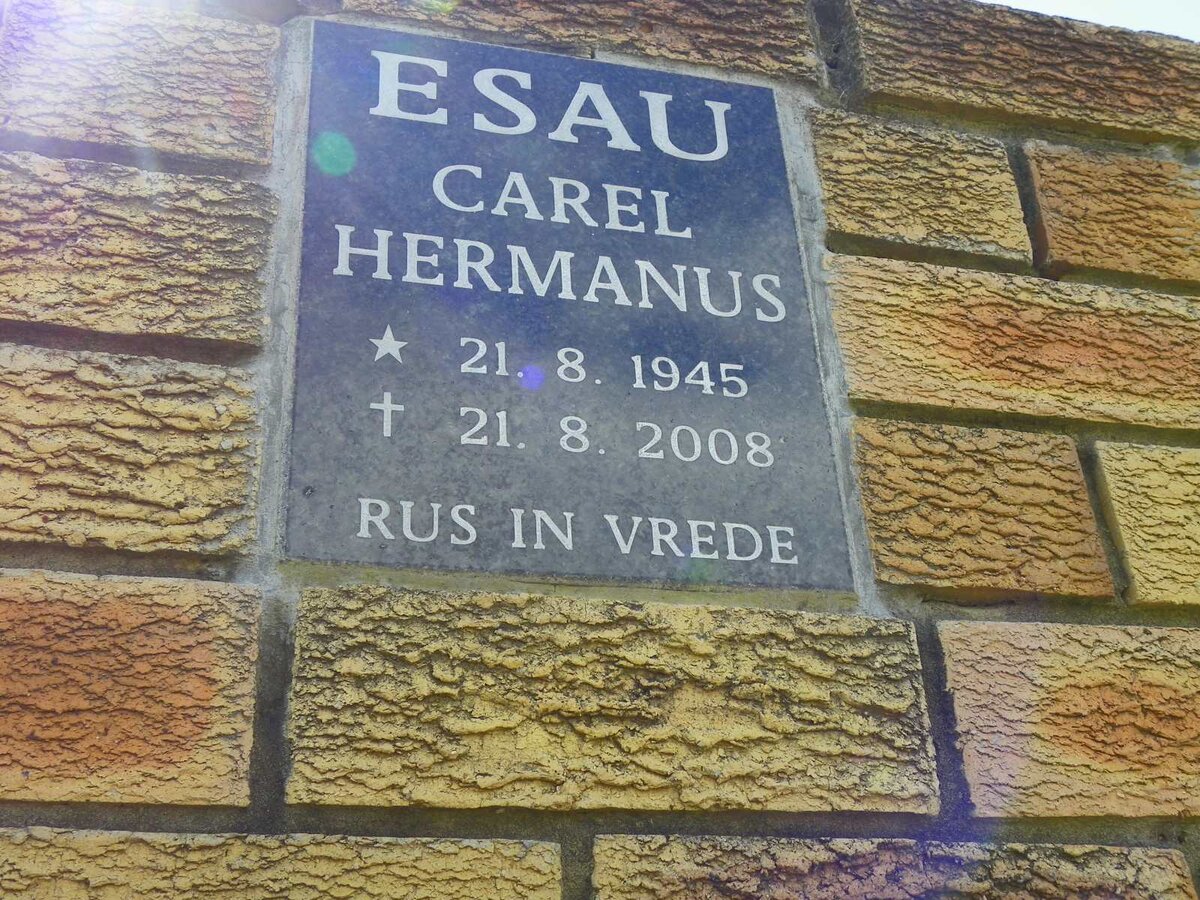 ESAU
CAREL
HERMANUS
★ 21. 8. 1945
✝ 21. 8. 2008
RUS IN VREDE